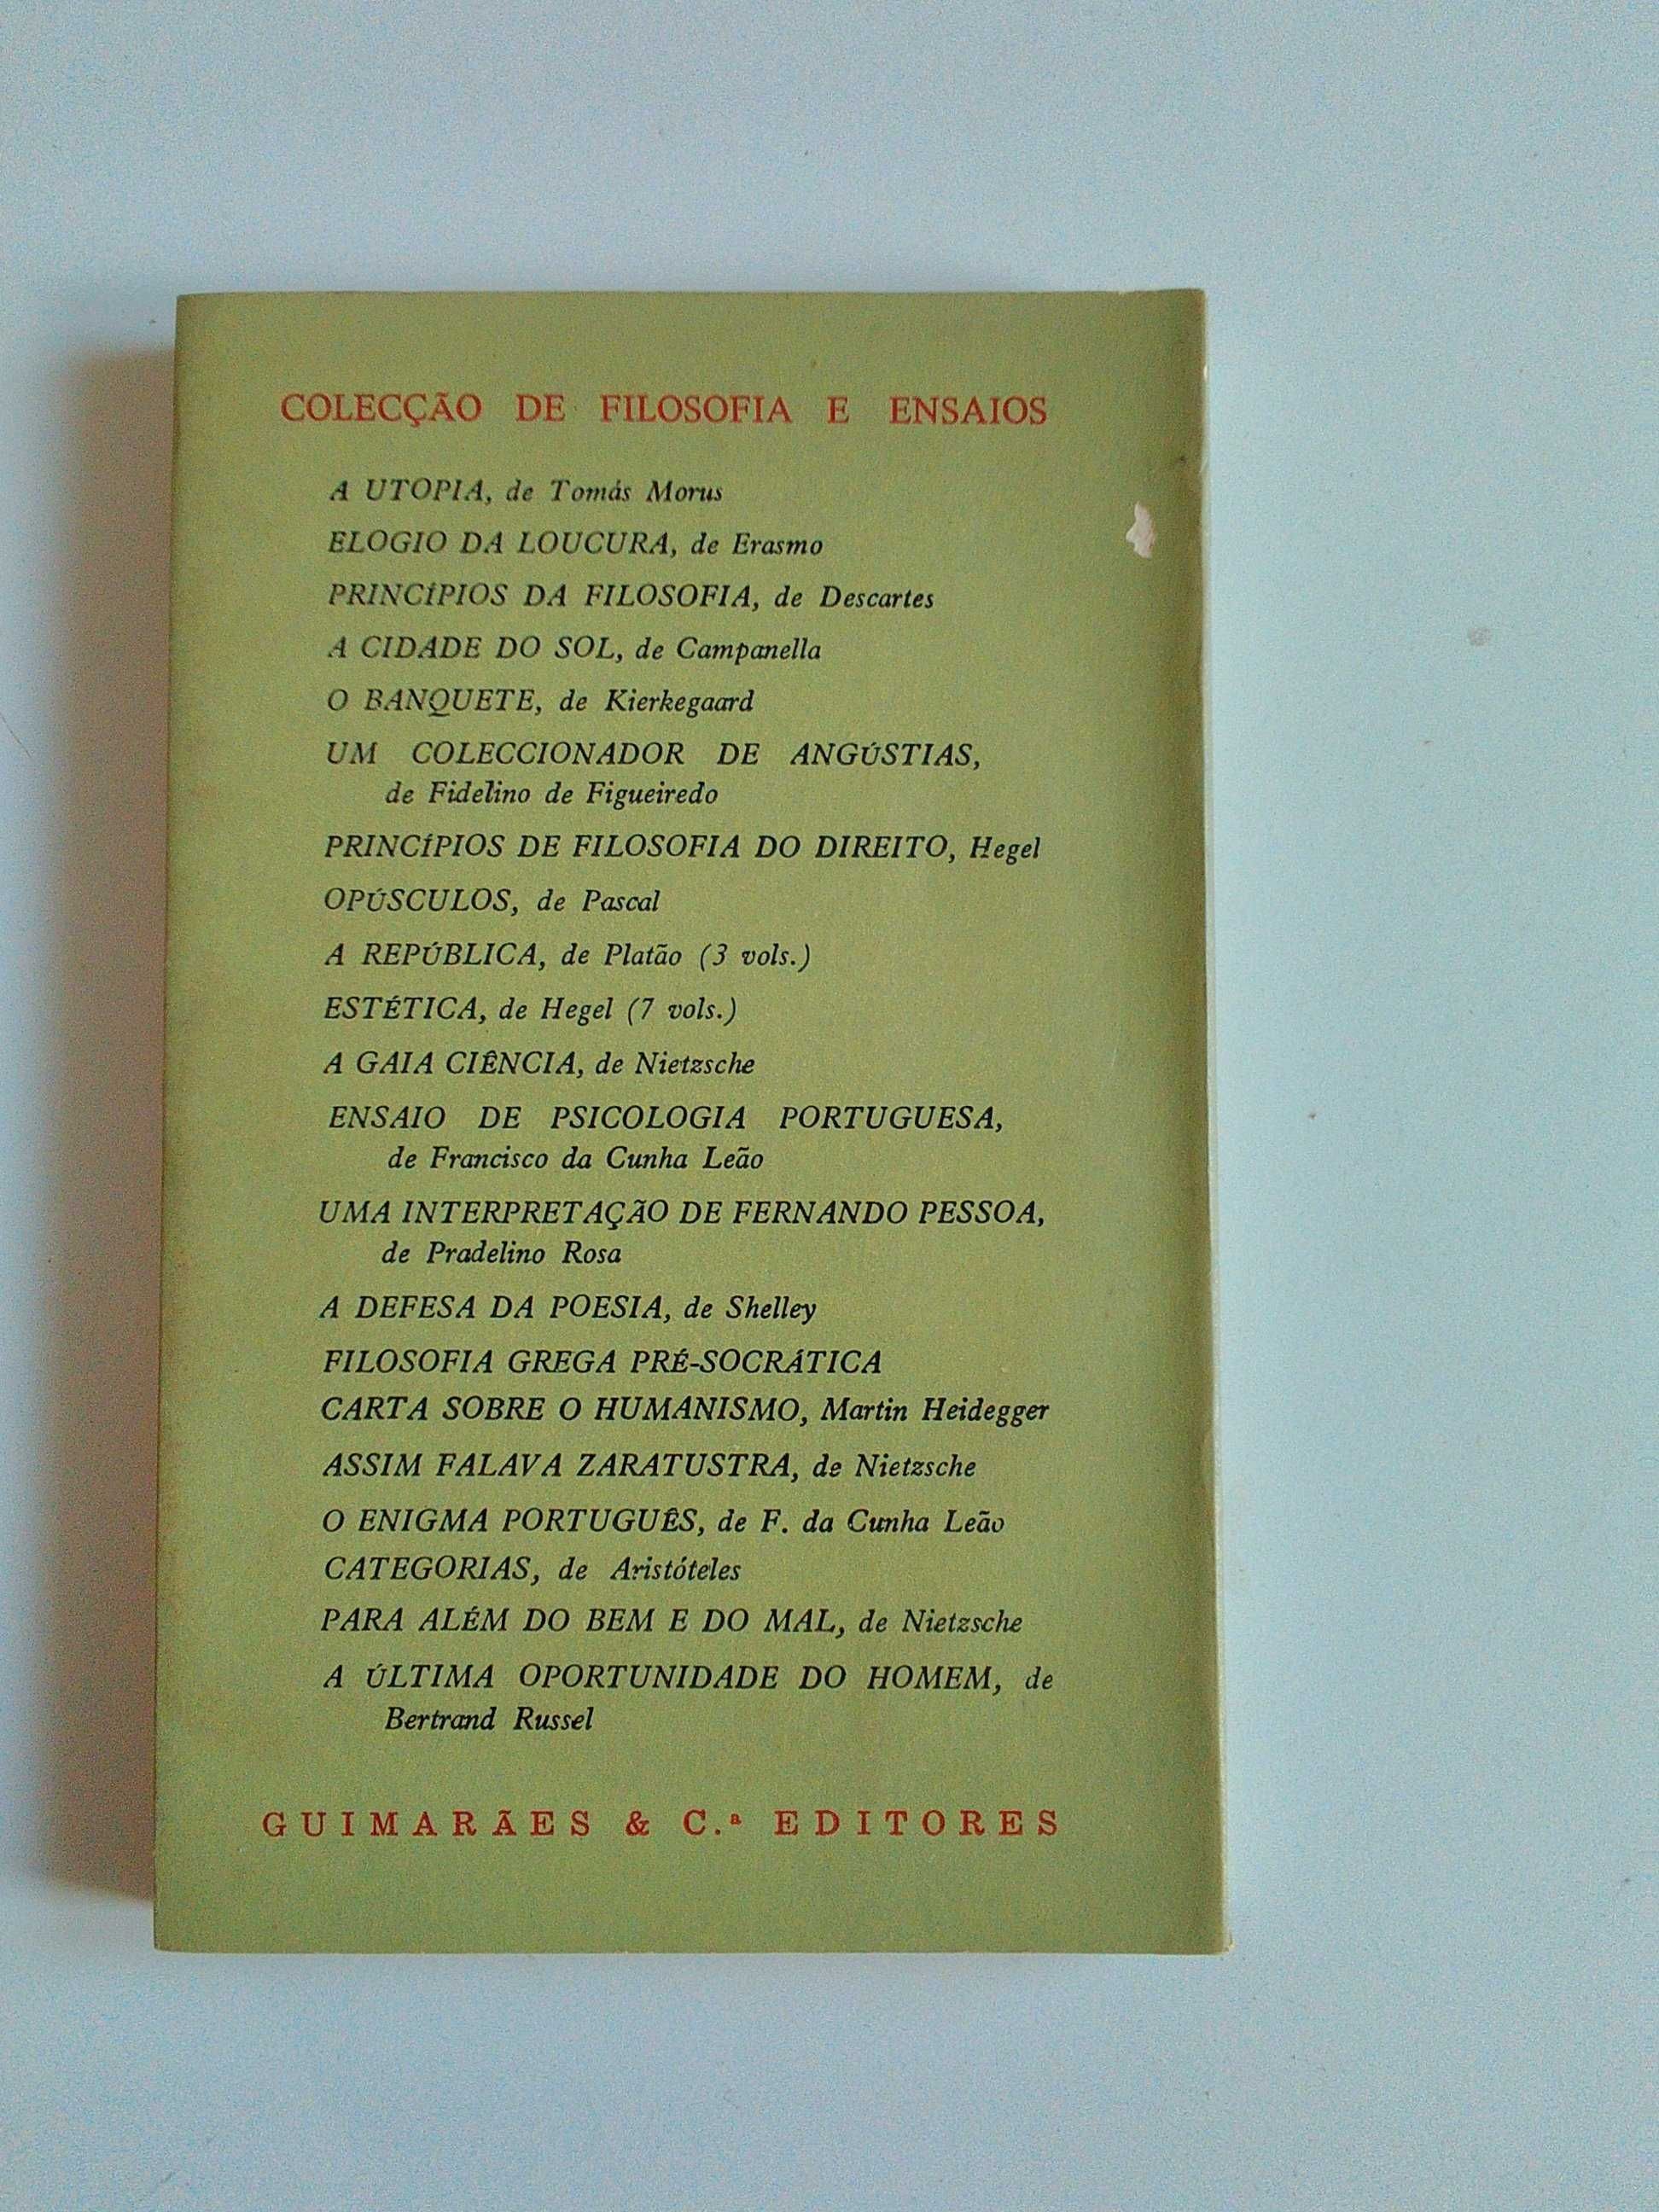 COLECÇÃO DE FILOSOFIA E ENSAIOS
A UTOPIA, de Tomás Morus
ELOGIO DA LOUCURA, de Erasmo
PRINCÍPIOS DA FILOSOFIA, de Descartes
A CIDADE DO SOL, de Campanella
O BANQUETE, de Kierkegaard
UM COLECCIONADOR DE ANGÚSTIAS,
de Fidelino de Figueiredo
PRINCÍPIOS DE FILOSOFIA DO DIREITO, Hegel
OPÚSCULOS, de Pascal
A REPÚBLICA, de Platão (3 vols.)
ESTÉTICA, de Hegel (7 vols.)
A GAIA CIÊNCIA, de Nietzsche
ENSAIO DE PSICOLOGIA PORTUGUESA,
de Francisco da Cunha Leão
UMA INTERPRETAÇÃO DE FERNANDO PESSOA,
de Pradelino Rosa
A DEFESA DA POESIA, de Shelley
FILOSOFIA GREGA PRÉ-SOCRÁTICA
CARTA SOBRE O HUMANISMO, Martin Heidegger
ASSIM FALAVA ZARATUSTRA, de Nietzsche
O ENIGMA PORTUGUÊS, de F. da Cunha Leão
CATEGORIAS, de Aristóteles
PARA ALÉM DO BEM E DO MAL, de Nietzsche
A ÚLTIMA OPORTUNIDADE DO HOMEM, de
Bertrand Russel
GUIMARÃES & C.ª EDITORES